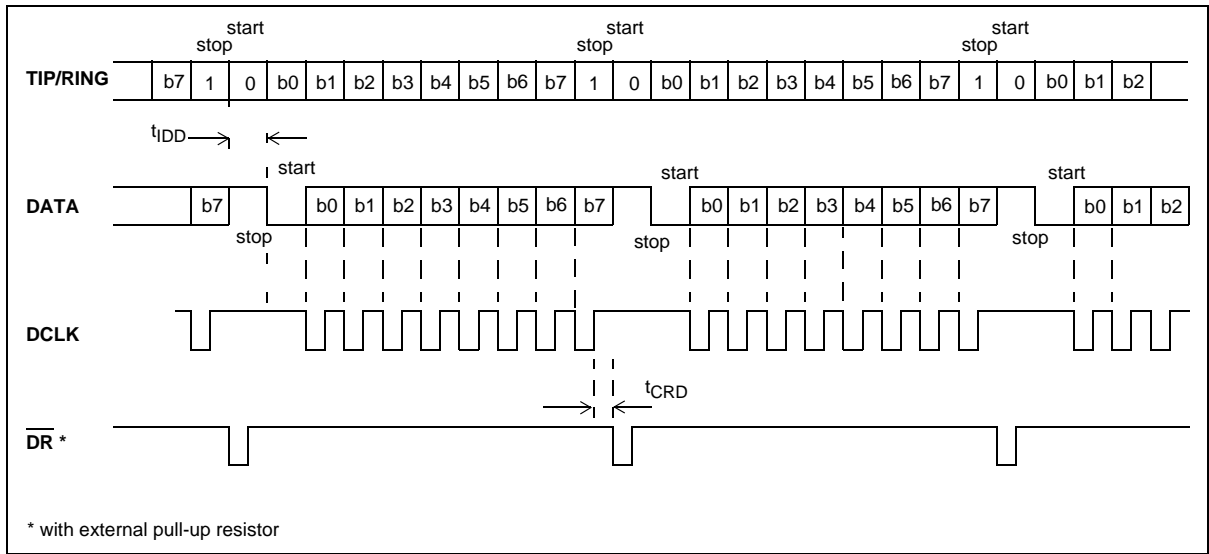 start start start
stop stop stop
TIP/RING b7 1 0 b0 b1 b2 b3 b4 b5 b6 b7 1 0 b0 b1 b2 b3 b4 b5 b6 b7 1 0 b0 b1 b2
tIDD
start start start
DATA b7 b0 b1 b2 b3 b4 b5 b6 b7 b0 b1 b2 b3 b4 b5 b6 b7 b0 b1 b2
stop stop stop
DCLK
tCRD
DR *
* with external pull-up resistor